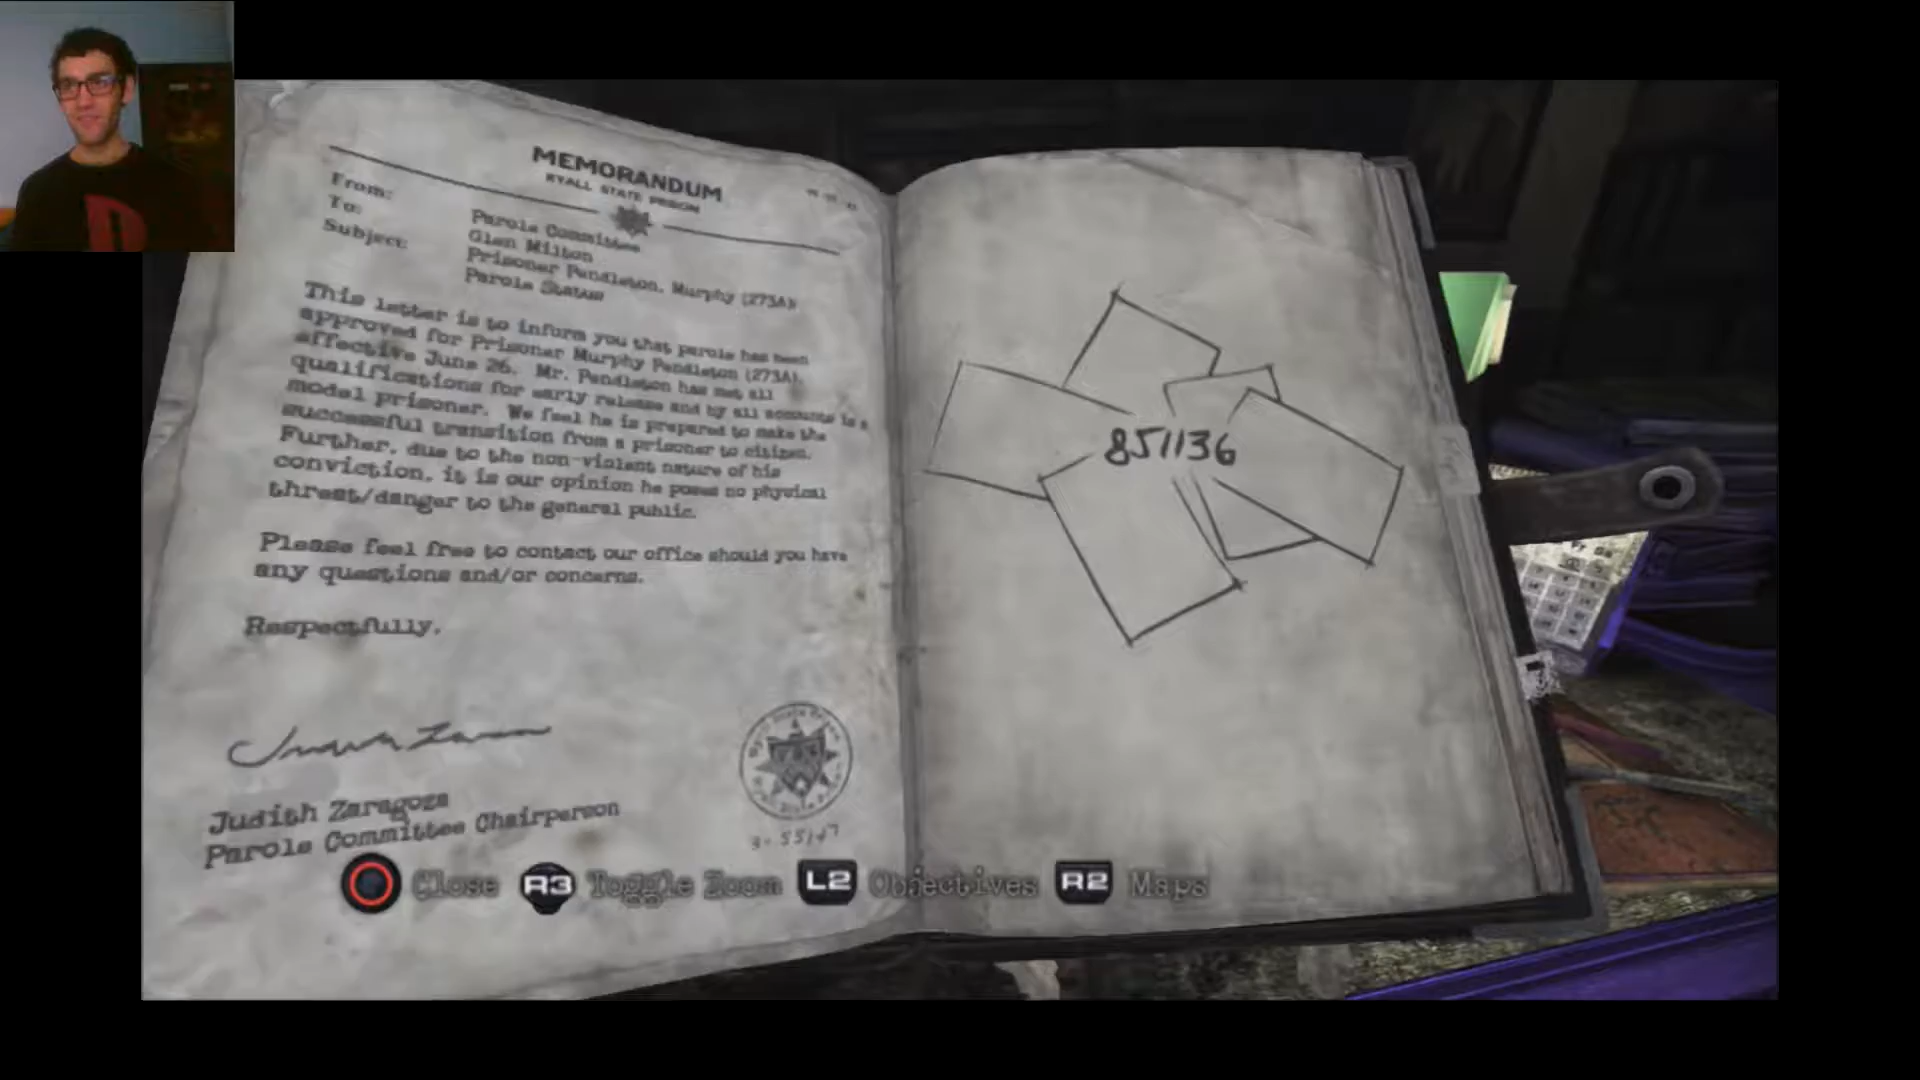 MEMORANDUM
RYALL STATE PRISON
From: Parole Committee
To: Glen Milton
Subject: Prisoner Pendleton, Murphy (273A)
Parole Status
This letter is to inform you that parole has been
approved for Prisoner Murphy Pendleton (273A),
effective June 26. Mr. Pendleton has met all
qualifications for early release and by all accounts is a
model prisoner. We feel he is prepared to make the
successful transition from a prisoner to citizen.
Further, due to the non-violent nature of his
conviction, it is our opinion he poses no physical
threat/danger to the general public.
Please feel free to contact our office should you have
any questions and/or concerns.
Respectfully,
Judith Zaragoza
Parole Committee Chairperson
851136
Close
R3 Toggle Zoom
L2 Objectives
R2 Maps